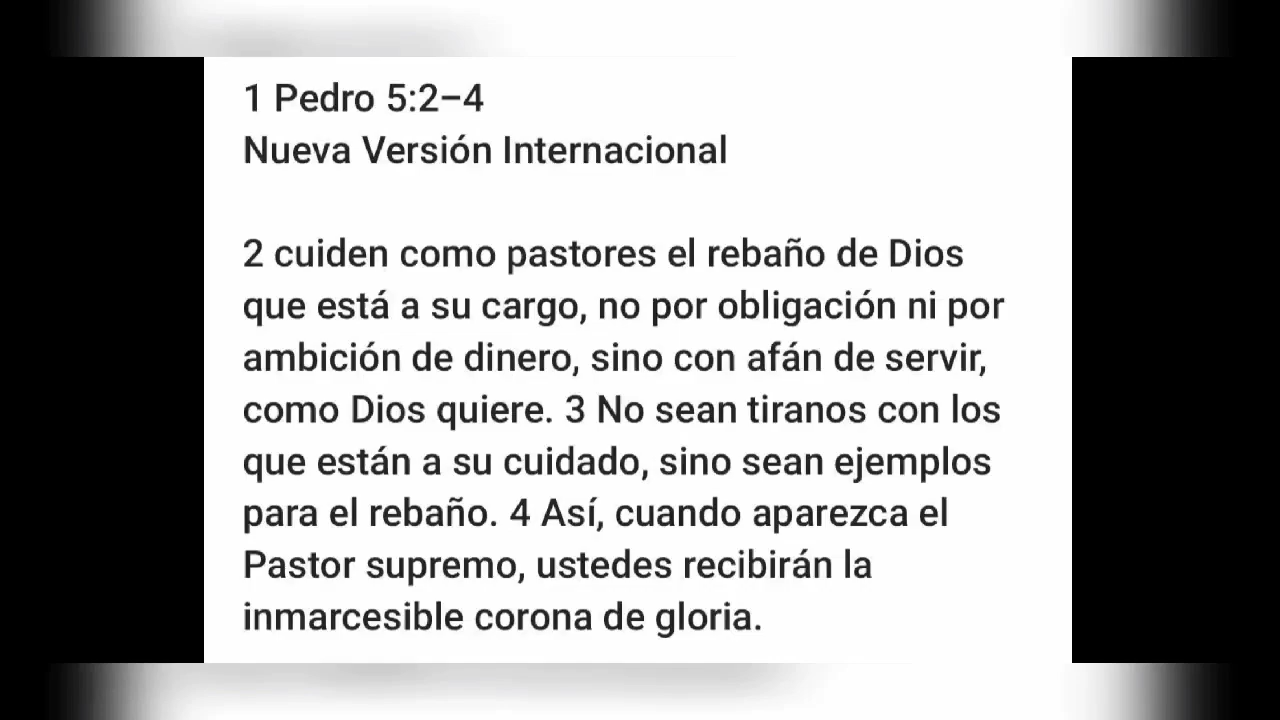 1 Pedro 5:2–4
Nueva Versión Internacional
2 cuiden como pastores el rebaño de Dios
que está a su cargo, no por obligación ni por
ambición de dinero, sino con afán de servir,
como Dios quiere. 3 No sean tiranos con los
que están a su cuidado, sino sean ejemplos
para el rebaño. 4 Así, cuando aparezca el
Pastor supremo, ustedes recibirán la
inmarcesible corona de gloria.